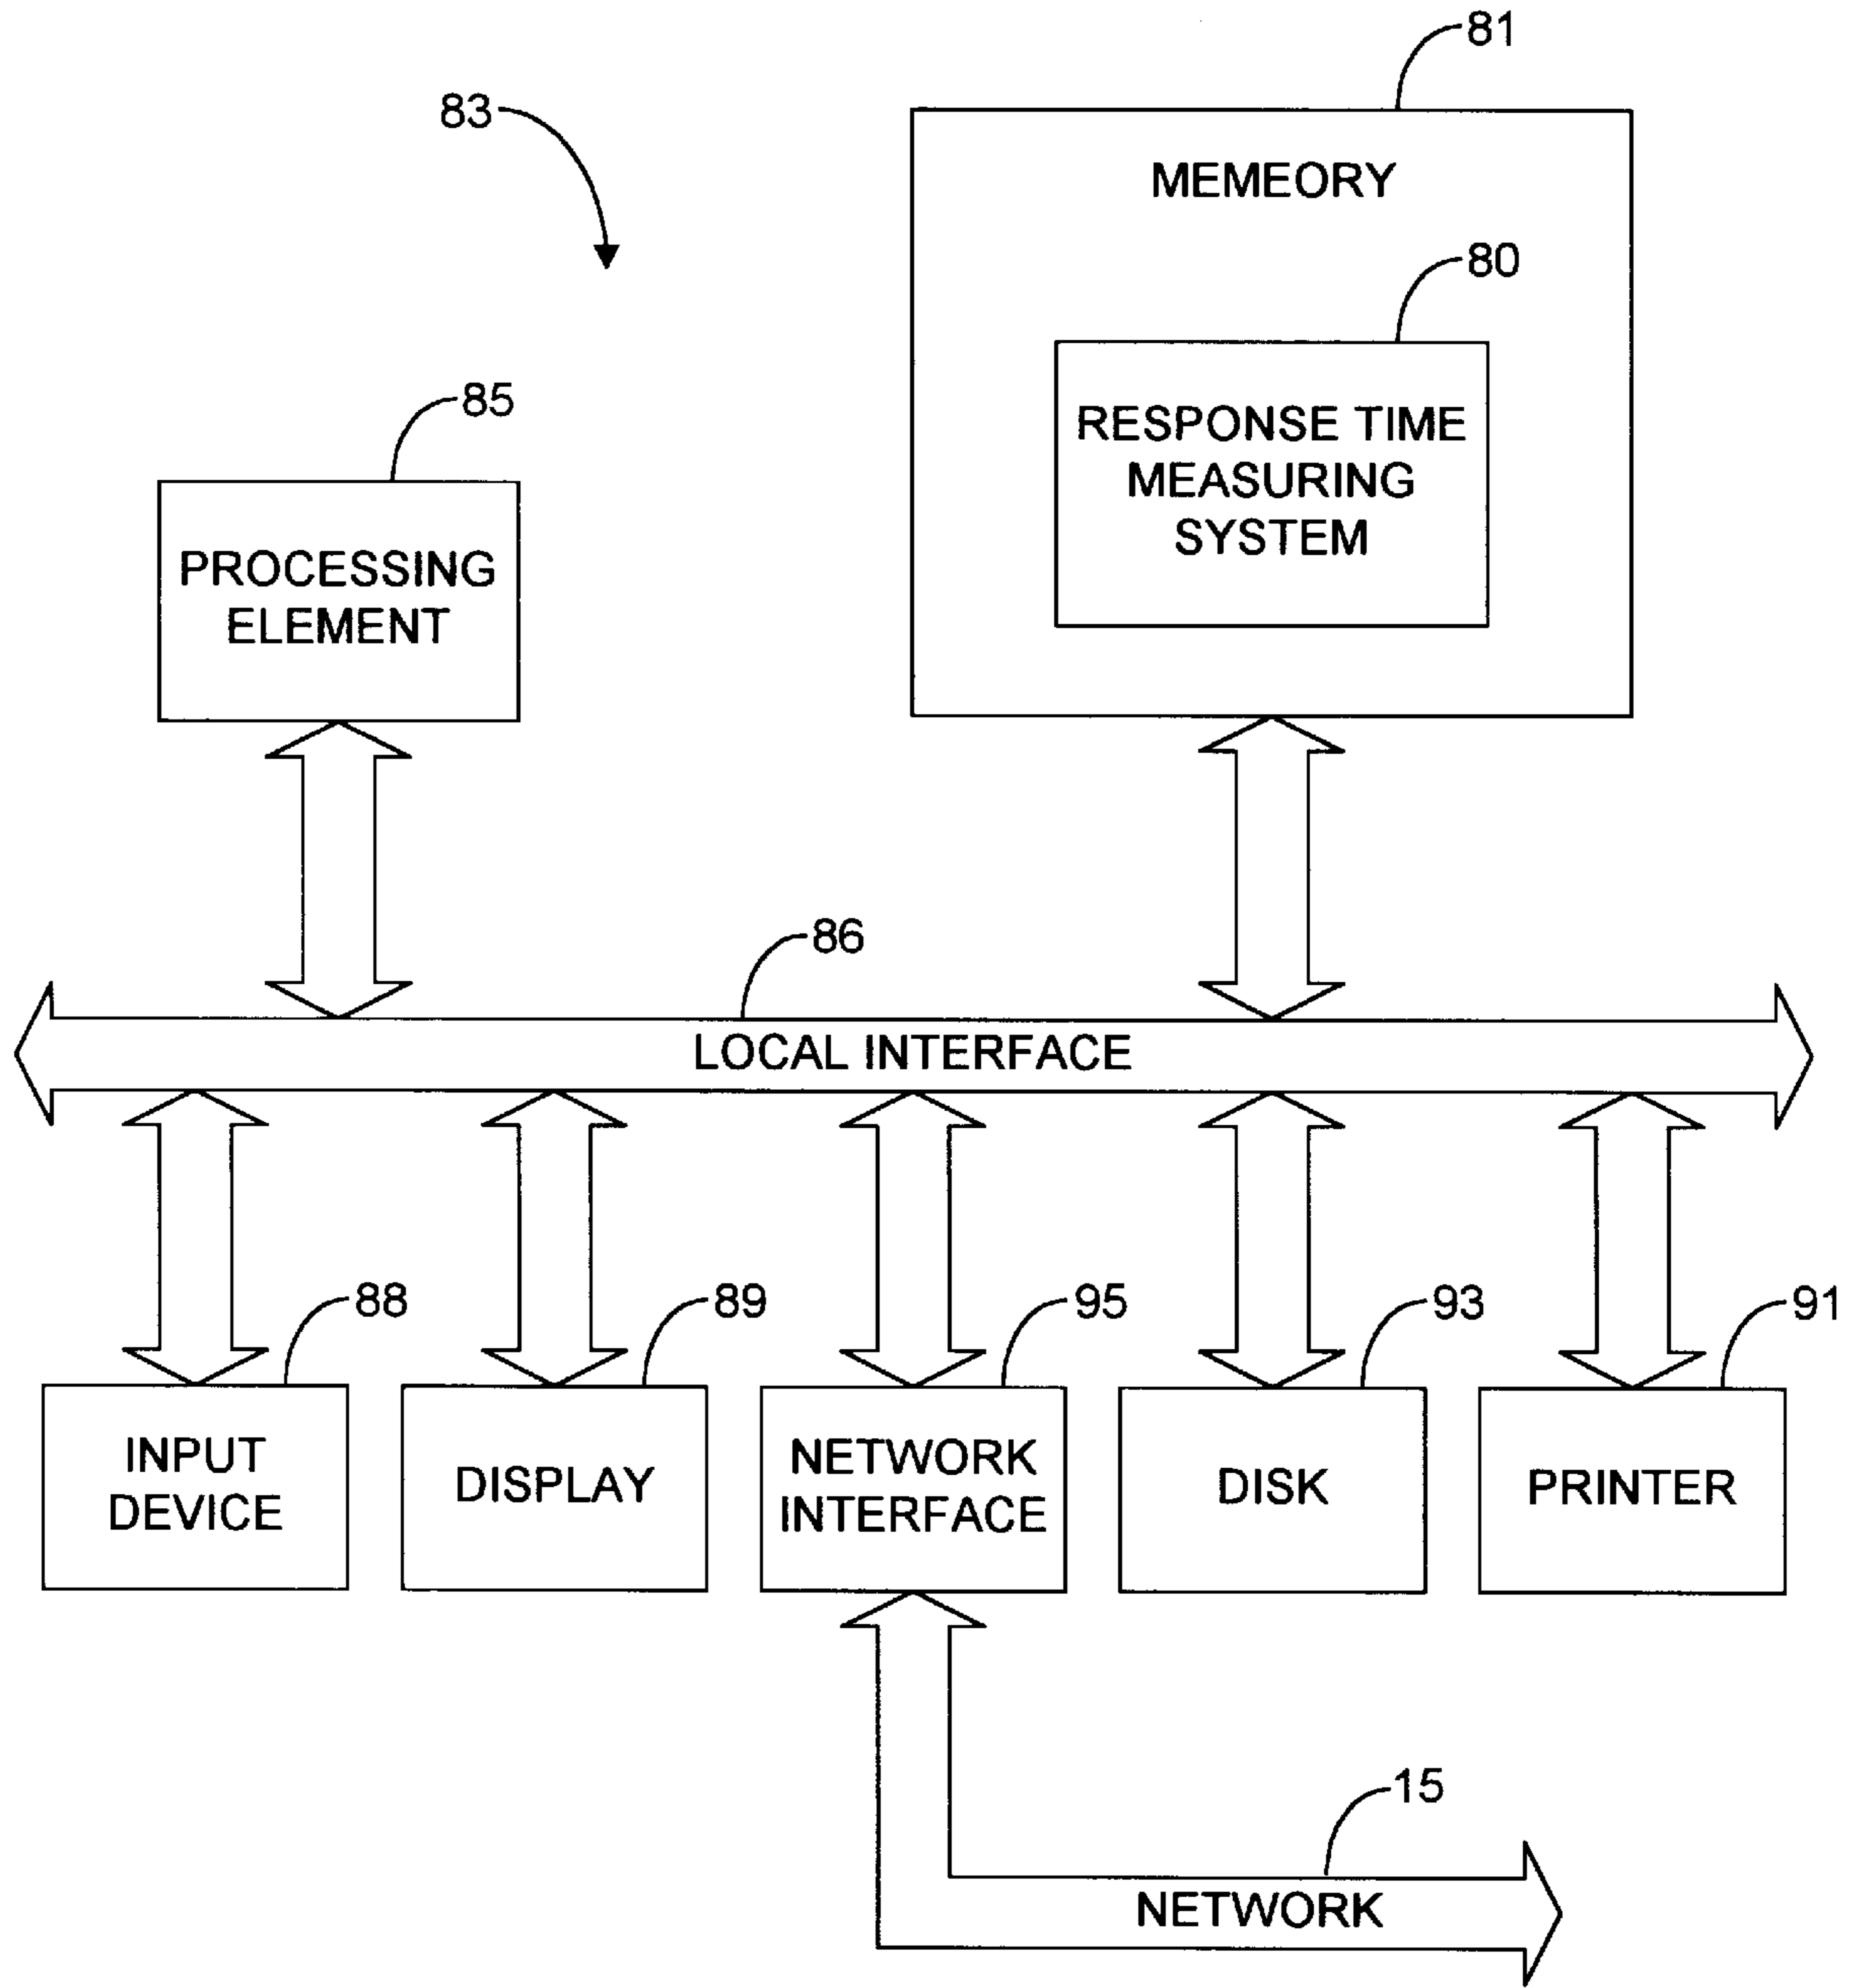 81
83
MEMEORY
80
RESPONSE TIME
MEASURING
SYSTEM
85
PROCESSING
ELEMENT
86
LOCAL INTERFACE
88
89
95
93
91
INPUT
DEVICE
DISPLAY
NETWORK
INTERFACE
DISK
PRINTER
15
NETWORK